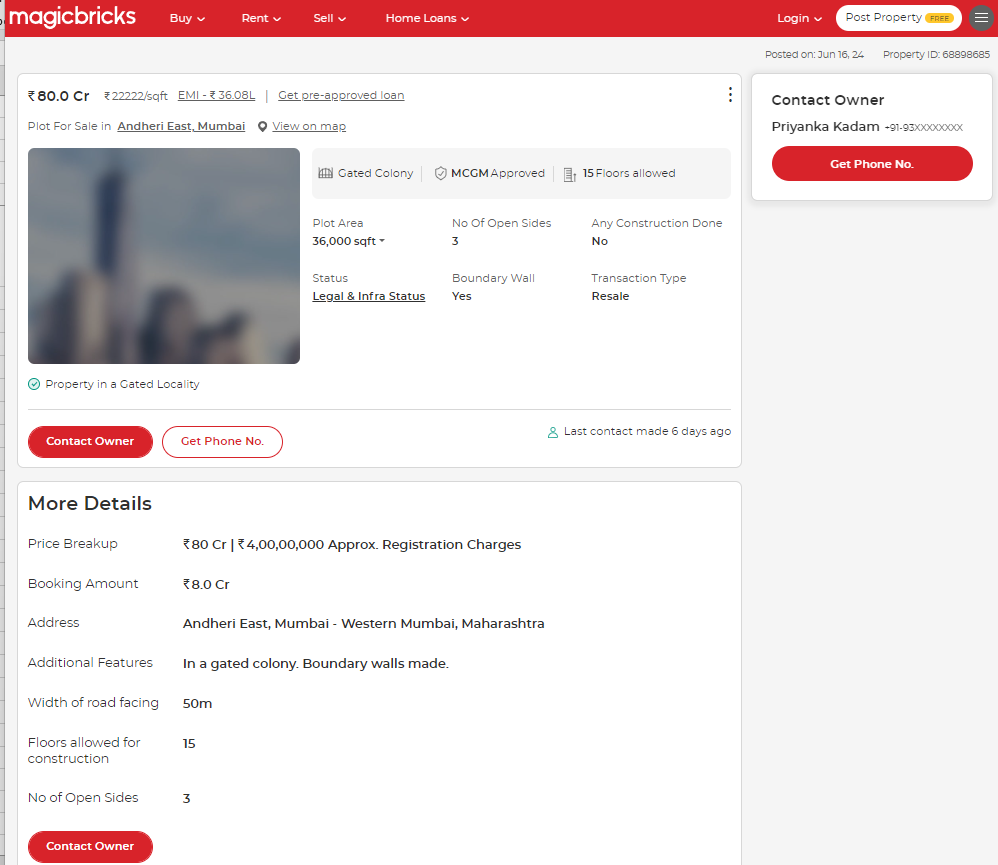 magicbricks
Buy Rent Sell Home Loans Login Post Property FREE
Posted on: Jun 16, 24 Property ID: 68898685
₹80.0 Cr ₹22222/sqft EMI - ₹36.08L | Get pre-approved loan
Plot For Sale in Andheri East, Mumbai View on map
Gated Colony MCGM Approved 15 Floors allowed
Plot Area No Of Open Sides Any Construction Done
36,000 sqft 3 No
Status Boundary Wall Transaction Type
Legal & Infra Status Yes Resale
Property in a Gated Locality
Contact Owner Get Phone No. Last contact made 6 days ago
Contact Owner
Priyanka Kadam +91-93XXXXXXXX
Get Phone No.
More Details
Price Breakup ₹80 Cr | ₹4,00,00,000 Approx. Registration Charges
Booking Amount ₹8.0 Cr
Address Andheri East, Mumbai - Western Mumbai, Maharashtra
Additional Features In a gated colony. Boundary walls made.
Width of road facing 50m
Floors allowed for 15
construction
No of Open Sides 3
Contact Owner